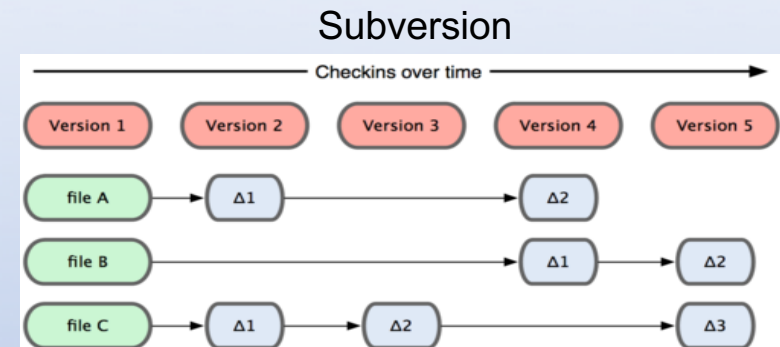 Subversion
Checkins over time
Version 1 Version 2 Version 3 Version 4 Version 5
file A Δ1 Δ2
file B Δ1 Δ2
file C Δ1 Δ2 Δ3